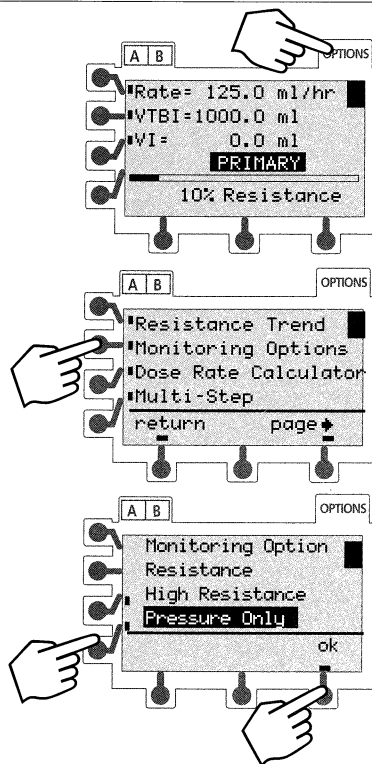 A B
OPTIONS
Rate= 125.0 ml/hr
VTBI=1000.0 ml
VI= 0.0 ml
PRIMARY
10% Resistance
A B
OPTIONS
Resistance Trend
Monitoring Options
Dose Rate Calculator
Multi-Step
return page
A B
OPTIONS
Monitoring Option
Resistance
High Resistance
Pressure Only
ok